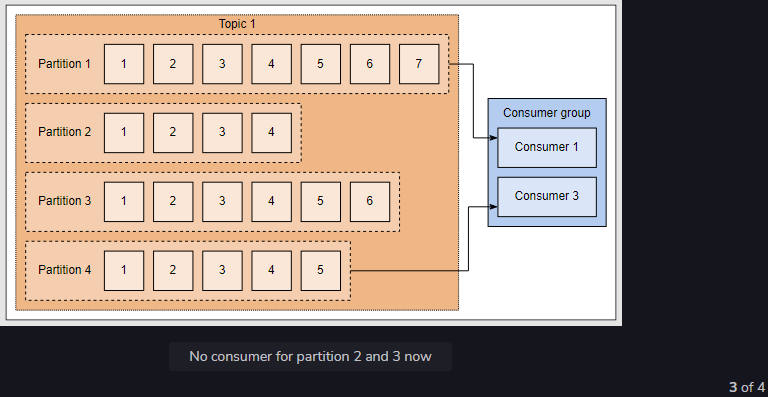 Topic 1
Partition 1 1 2 3 4 5 6 7
Partition 2 1 2 3 4
Partition 3 1 2 3 4 5 6
Partition 4 1 2 3 4 5
Consumer group
Consumer 1
Consumer 3
No consumer for partition 2 and 3 now
3 of 4